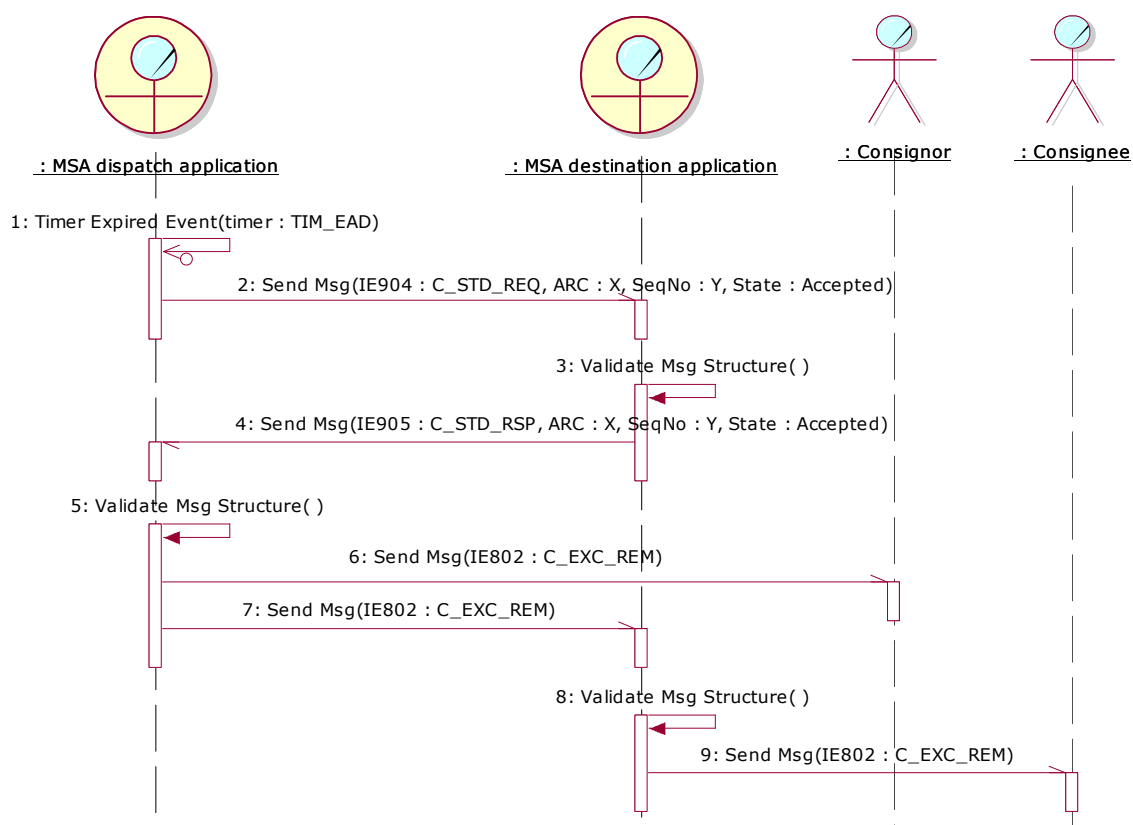 : MSA dispatch application
: MSA destination application
: Consignor
: Consignee
1: Timer Expired Event(timer : TIM_EAD)
2: Send Msg(IE904 : C_STD_REQ, ARC : X, SeqNo : Y, State : Accepted)
3: Validate Msg Structure( )
4: Send Msg(IE905 : C_STD_RSP, ARC : X, SeqNo : Y, State : Accepted)
5: Validate Msg Structure( )
6: Send Msg(IE802 : C_EXC_REM)
7: Send Msg(IE802 : C_EXC_REM)
8: Validate Msg Structure( )
9: Send Msg(IE802 : C_EXC_REM)